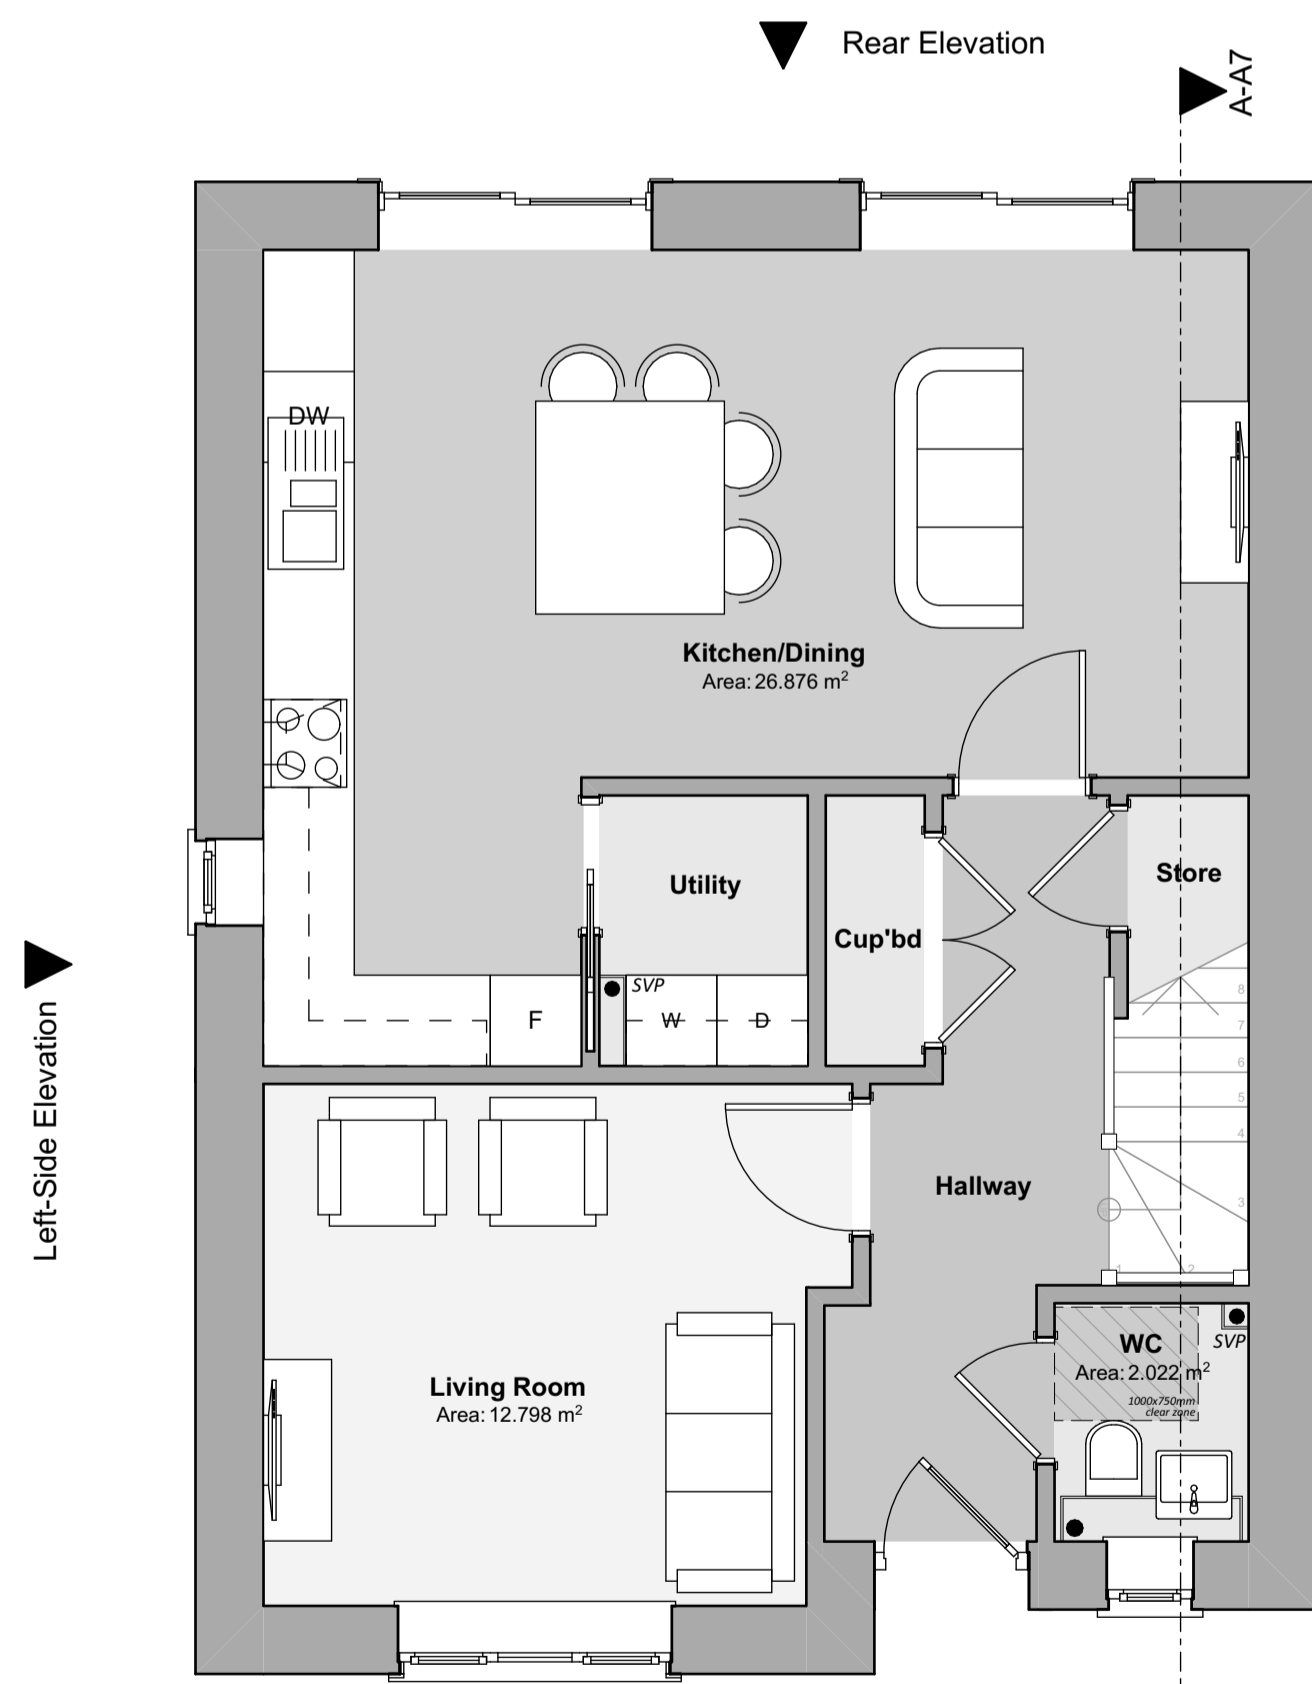 Rear Elevation
A-A7
DW
Kitchen/Dining
Area: 26.876 m²
Utility
Store
Cup'bd
SVP
F
W
D
8
7
6
5
4
3
2
1
Left-Side Elevation
Hallway
WC
Area: 2.022 m²
SVP
1000x750mm
clear zone
Living Room
Area: 12.798 m²